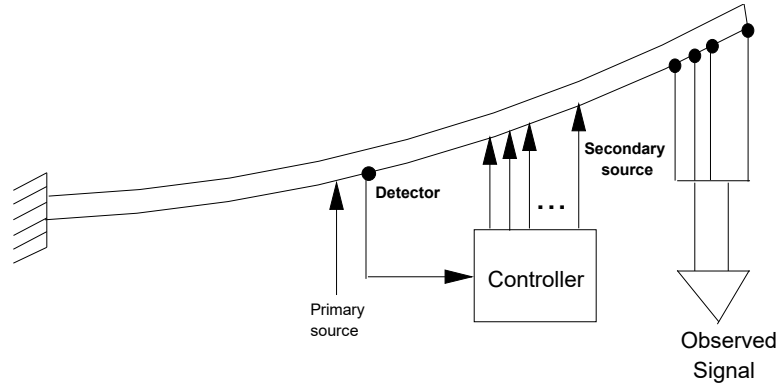 Detector
Secondary
source
...
Controller
Primary
source
Observed
Signal